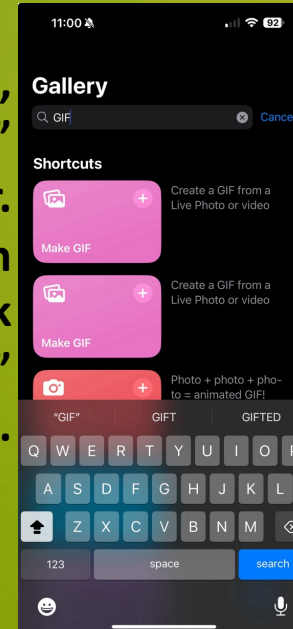 11:00
92
Gallery
GIF
Cance
Shortcuts
Create a GIF from a
Live Photo or video
Make GIF
Create a GIF from a
Live Photo or video
Make GIF
Photo + photo + pho-
to = animated GIF!
"GIF" GIFT GIFTED
Q W E R T Y U I O P
A S D F G H J K L
Z X C V B N M
123 space search